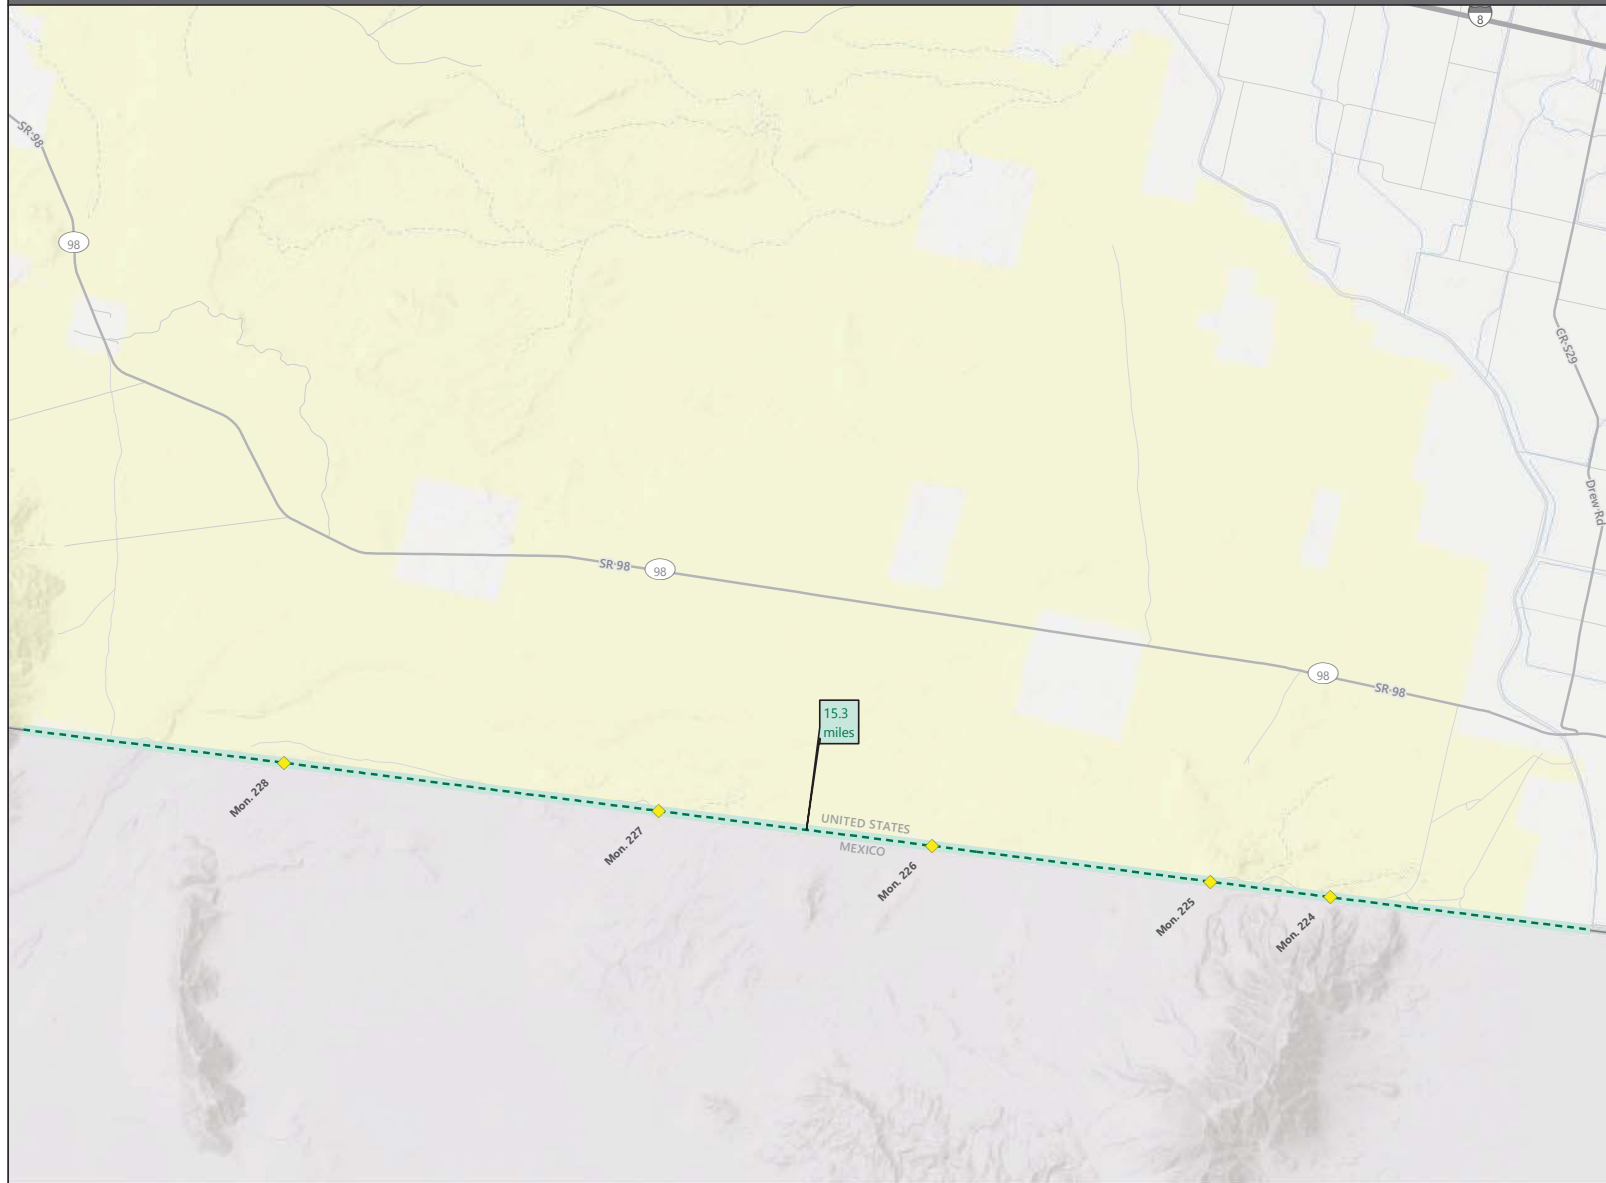 8
SR-98
98
CR-S29
Drew Rd
SR-98
98
98
SR-98
15.3
miles
Mon. 228
UNITED STATES
MEXICO
Mon. 227
Mon. 226
Mon. 225
Mon. 224